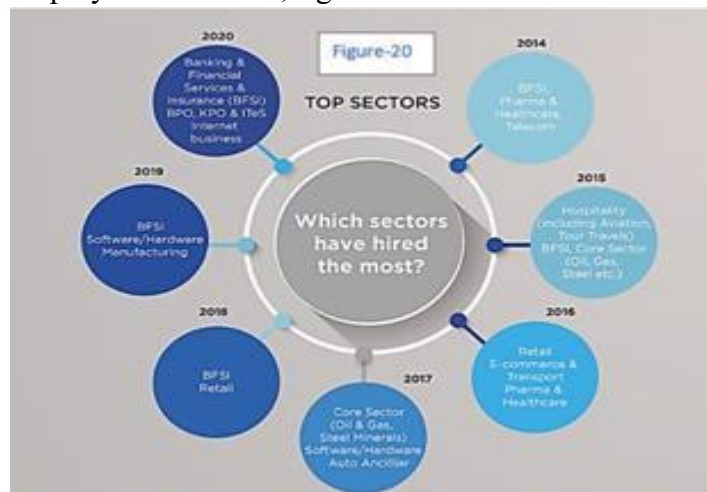 Figure-20
TOP SECTORS
Which sectors
have hired
the most?
2014
BFSI,
Pharma &
Healthcare,
Telecom
2015
Hospitality
(including Aviation,
Tour Travels)
BFSI, Core Sector
(Oil, Gas,
Steel etc.)
2016
Retail
E-commerce &
Transport
Pharma &
Healthcare
2017
Core Sector
(Oil & Gas,
Steel Minerals)
Software/Hardware
Auto Ancillar
2018
BFSI
Retail
2019
BFSI
Software/Hardware
Manufacturing
2020
Banking &
Financial
Services &
Insurance (BFSI)
BPO, KPO & ITeS
Internet
business